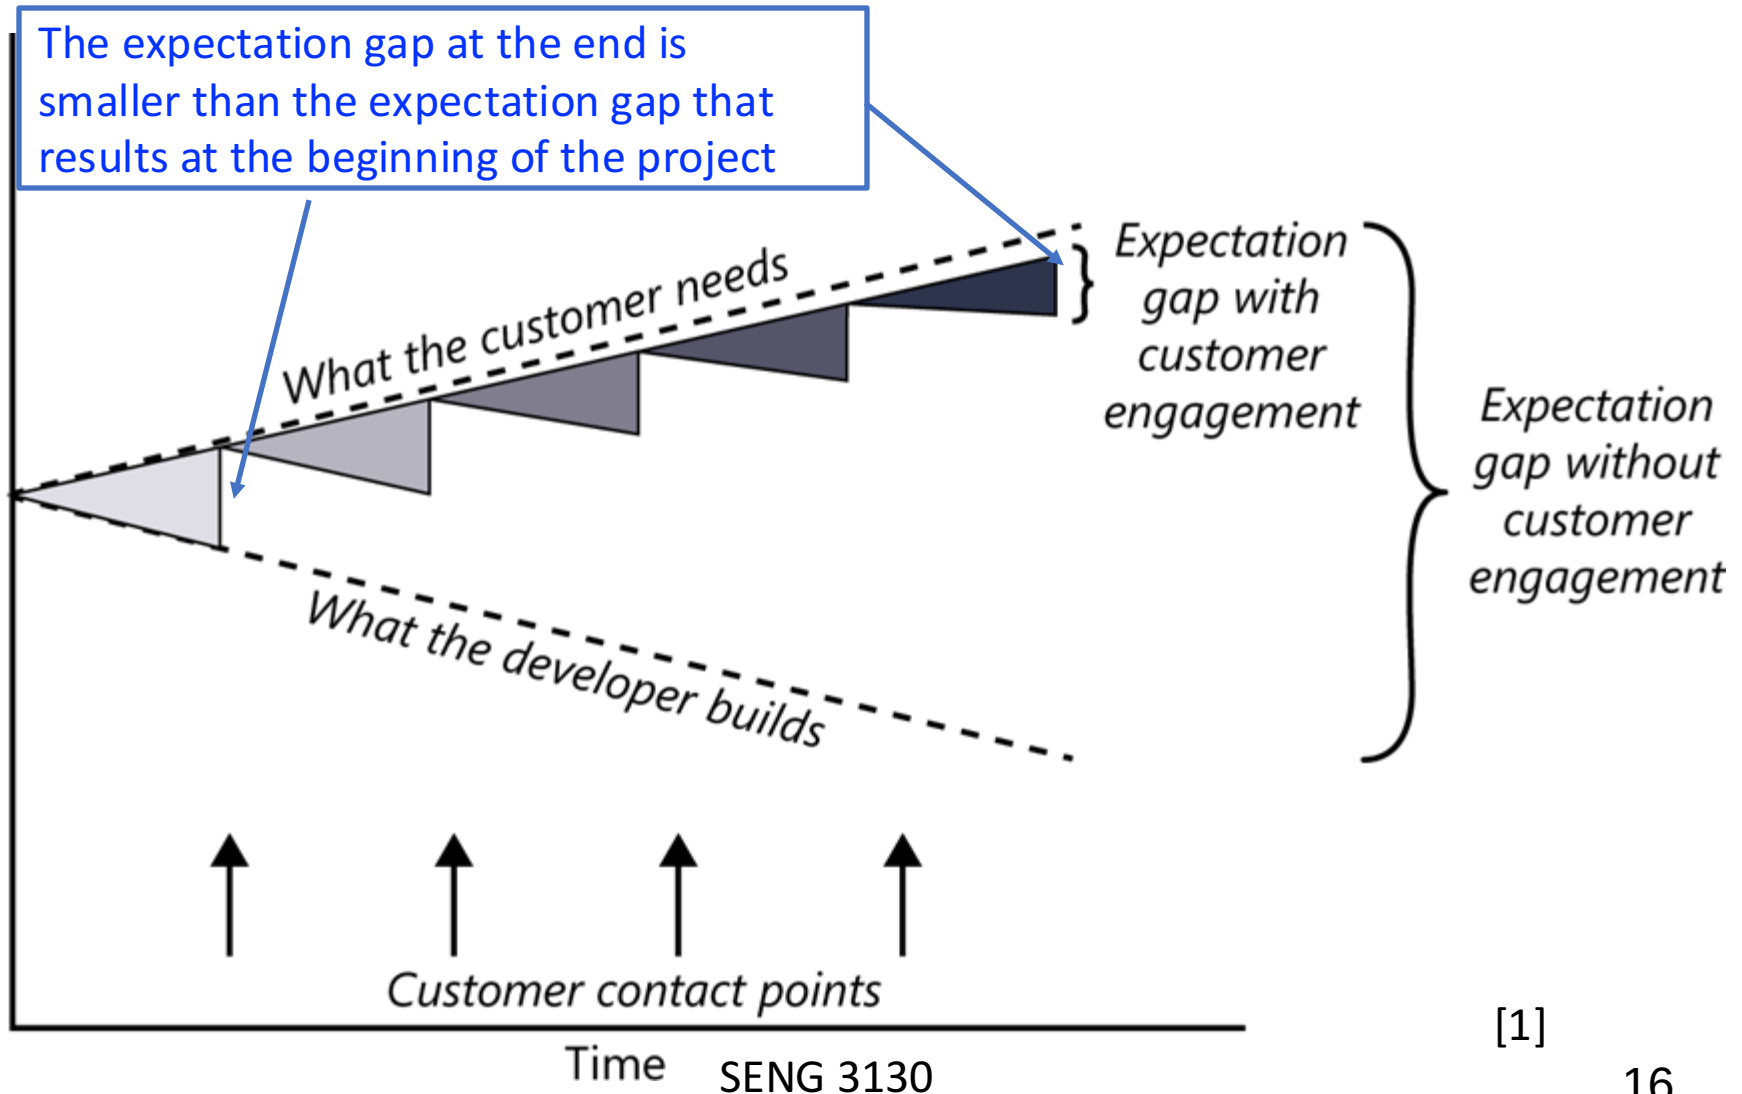 The expectation gap at the end is
smaller than the expectation gap that
results at the beginning of the project
What the customer needs
Expectation
gap with
customer
engagement
Expectation
gap without
customer
engagement
What the developer builds
Customer contact points
Time
SENG 3130
[1]
16